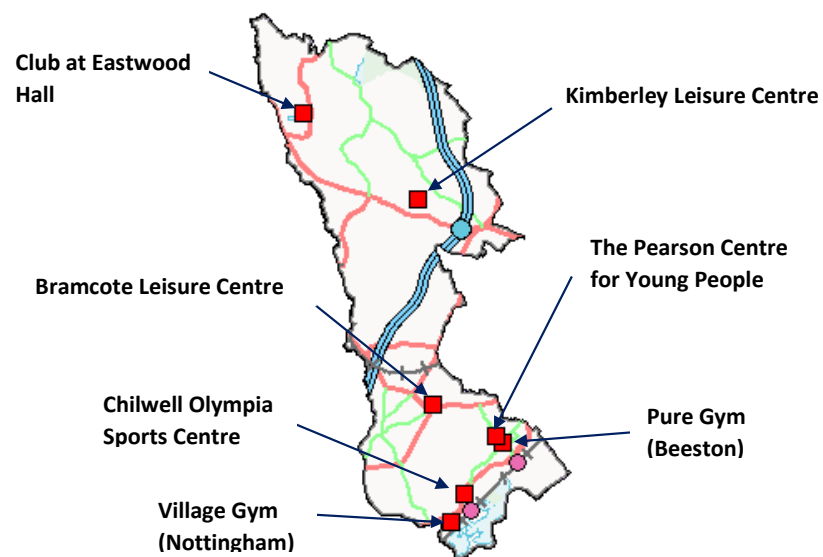 Club at Eastwood
Hall
Kimberley Leisure Centre
The Pearson Centre
for Young People
Bramcote Leisure Centre
Chilwell Olympia
Sports Centre
Pure Gym
(Beeston)
Village Gym
(Nottingham)